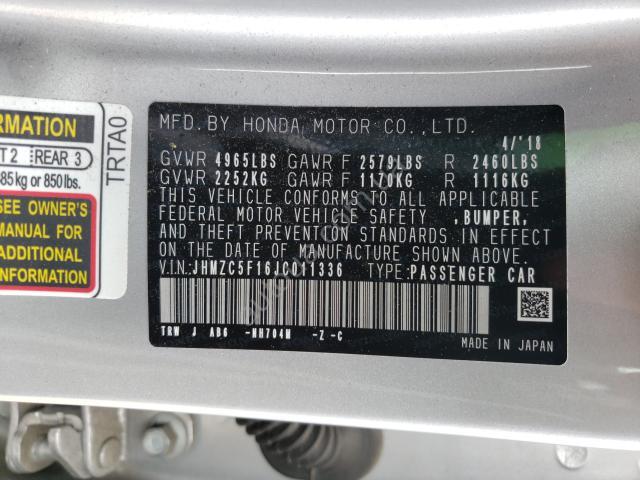 RMATION
T 2 REAR 3
85 kg or 850 lbs.
SEE OWNER'S
MANUAL FOR
ADDITIONAL
INFORMATION
TRTA0
MFD.BY HONDA MOTOR CO.,LTD.
4/'18
GVWR 4965LBS GAWR F 2579LBS R 2460LBS
GVWR 2252KG GAWR F 1170KG R 1116KG
THIS VEHICLE CONFORMS TO ALL APPLICABLE
FEDERAL MOTOR VEHICLE SAFETY ,BUMPER,
AND THEFT PREVENTION STANDARDS IN EFFECT
ON THE DATE OF MANUFACTURE SHOWN ABOVE.
V.I.N.:JHMZC5F16JC011336 TYPE:PASSENGER CAR
TRW J AB6 -NH704M -Z -C
MADE IN JAPAN